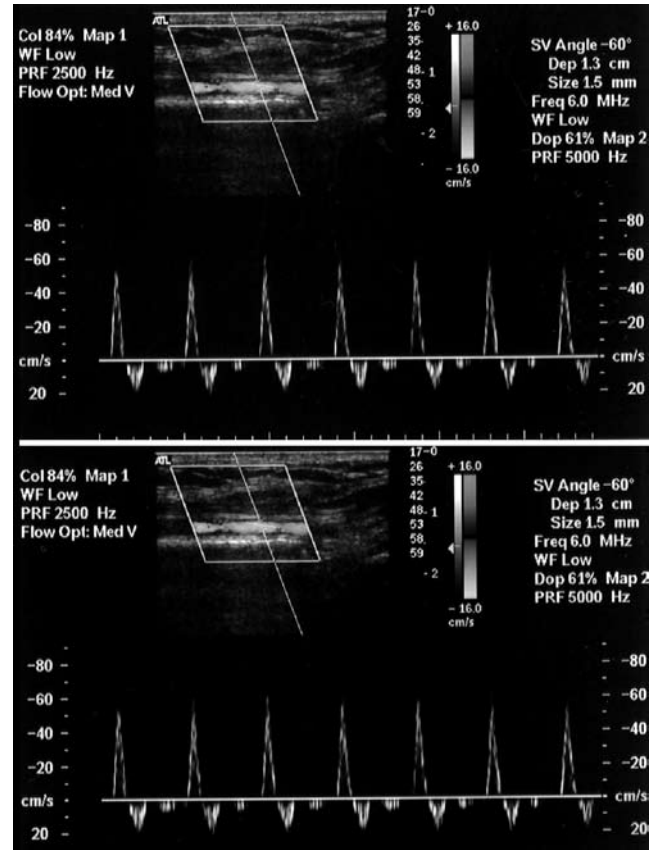 Col 84% Map 1
WF Low
PRF 2500 Hz
Flow Opt: Med V
ATL
17-0
26
35
42
48
53
58
59
- 1
- 2
+ 16.0
- 16.0
cm/s
SV Angle -60°
Dep 1.3 cm
Size 1.5 mm
Freq 6.0 MHz
WF Low
Dop 61% Map 2
PRF 5000 Hz
-80 -
-60 -
-40 -
-20 -
cm/s
20 -
- -80
- -60
- -40
- -20
- cm/s
- 20
Col 84% Map 1
WF Low
PRF 2500 Hz
Flow Opt: Med V
ATL
17-0
26
35
42
48
53
58
59
- 1
- 2
+ 16.0
- 16.0
cm/s
SV Angle -60°
Dep 1.3 cm
Size 1.5 mm
Freq 6.0 MHz
WF Low
Dop 61% Map 2
PRF 5000 Hz
-80 -
-60 -
-40 -
-20 -
cm/s
20 -
- -80
- -60
- -40
- -20
- cm/s
- 20